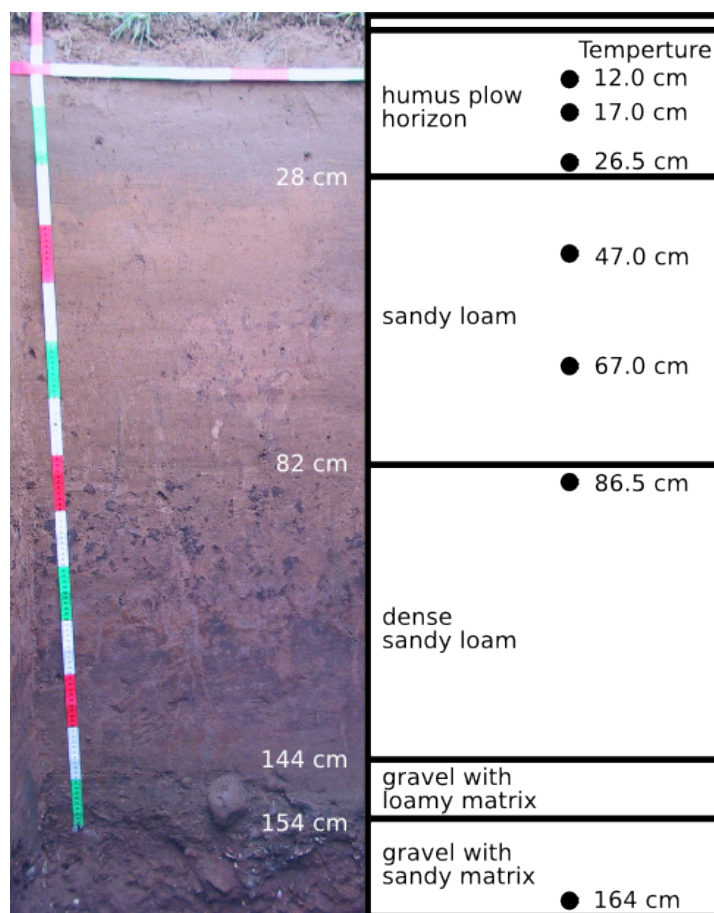 Temperture
12.0 cm
humus plow
horizon
17.0 cm
26.5 cm
28 cm
47.0 cm
sandy loam
67.0 cm
82 cm
86.5 cm
dense
sandy loam
144 cm
gravel with
loamy matrix
154 cm
gravel with
sandy matrix
164 cm